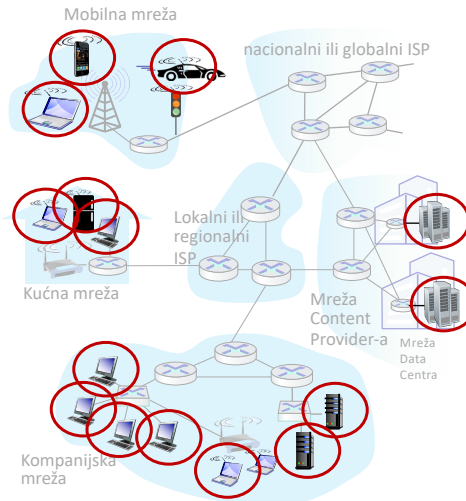 Mobilna mreža
nacionalni ili globalni ISP
Lokalni ili
regionalni
ISP
Kućna mreža
Mreža
Content
Provider-a
Mreža
Data
Centra
Kompanijska
mreža